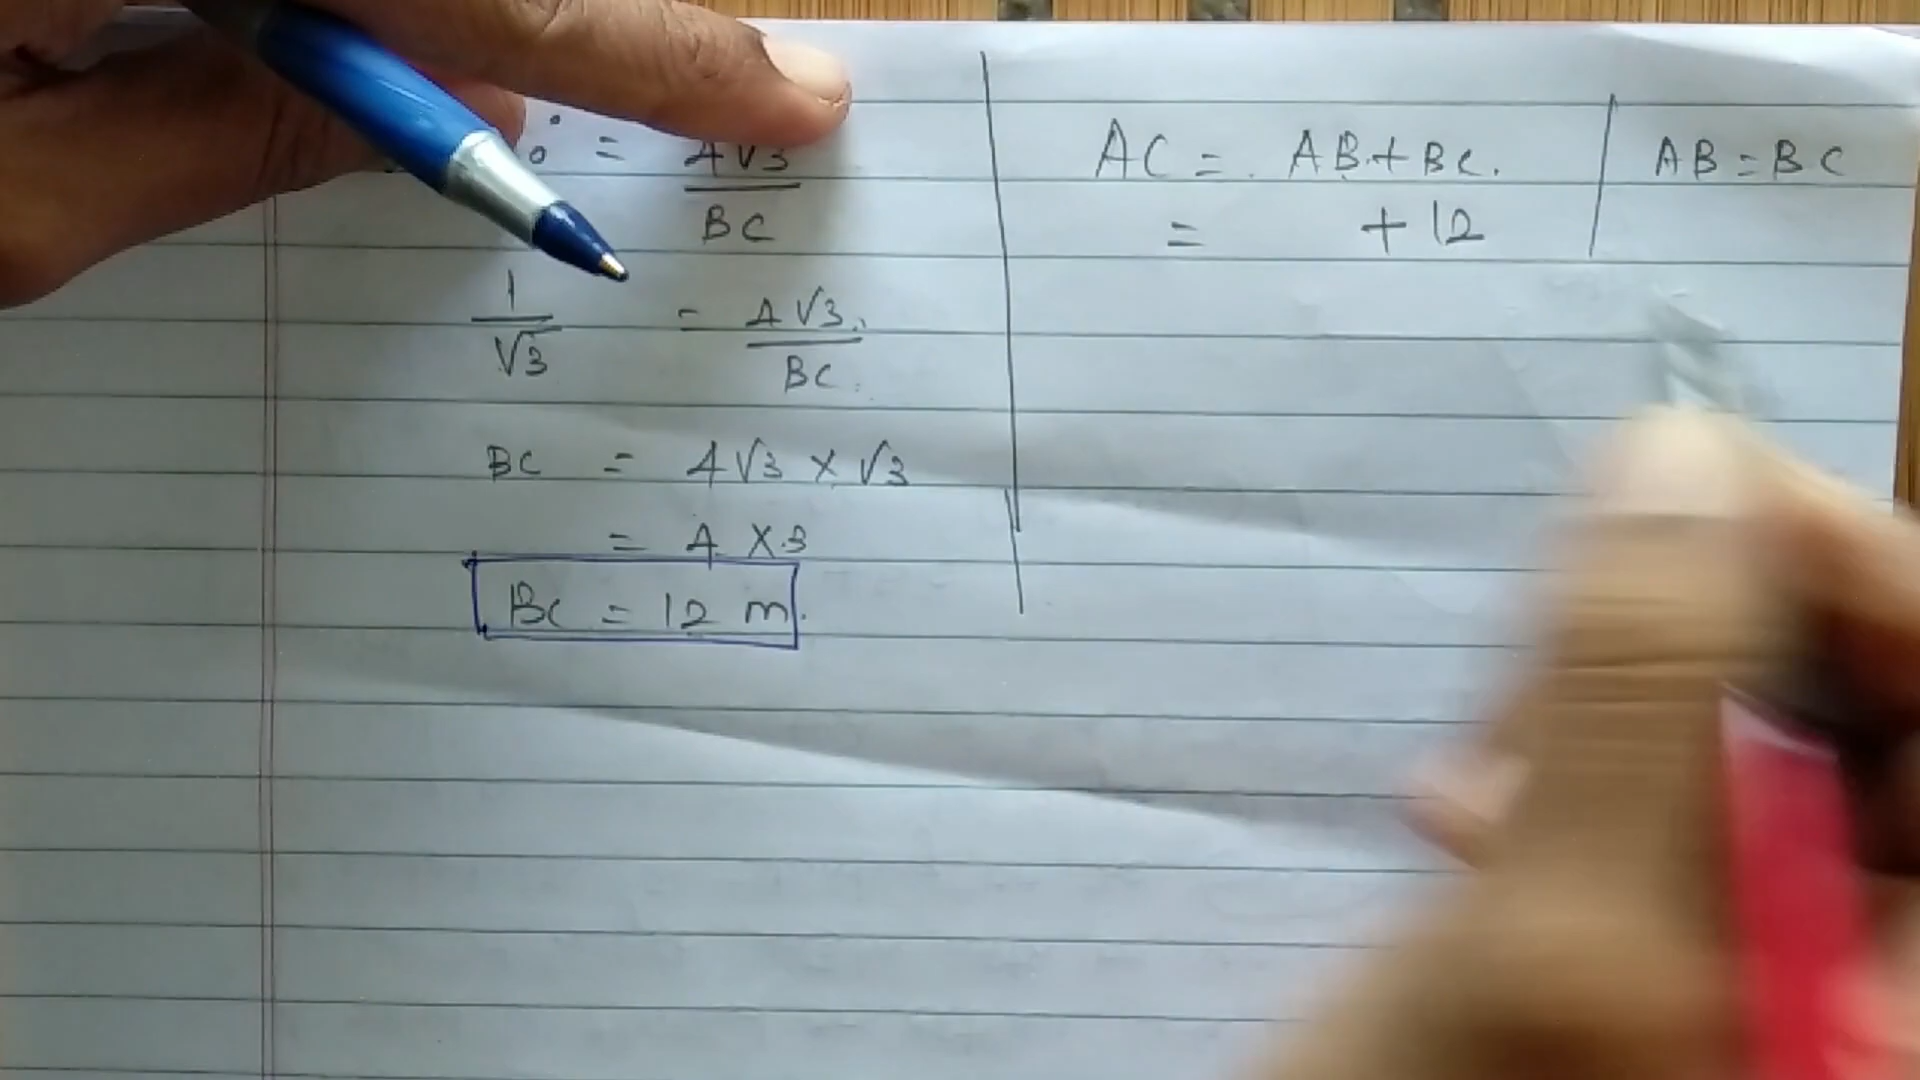 = 4√3
BC
1/√3 = 4√3/BC
BC = 4√3 × √3
= 4 × 3
BC = 12 m.
AC = AB + BC.
= + 12
AB = BC